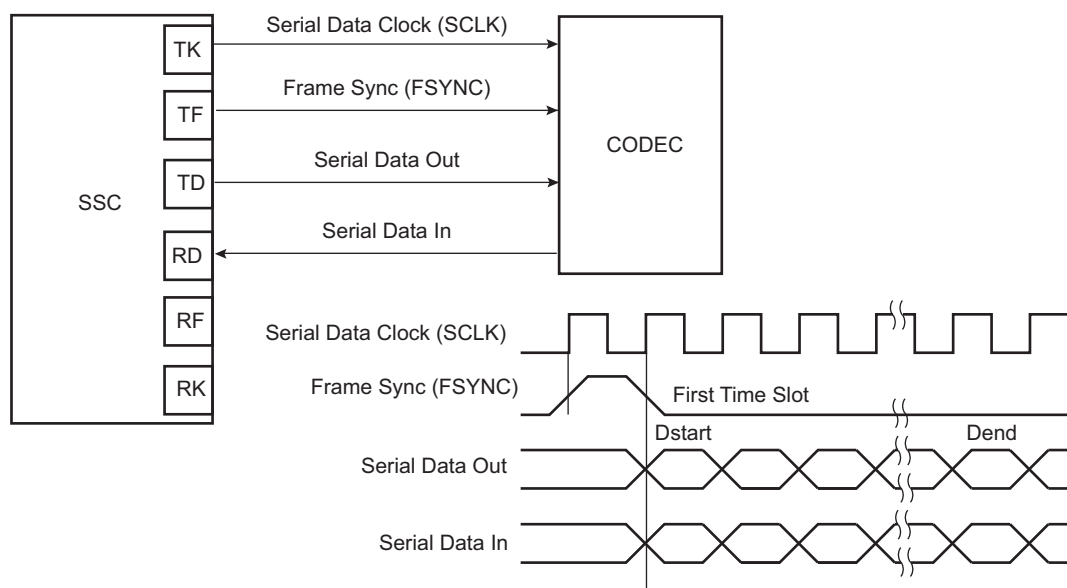 TK
Serial Data Clock (SCLK)
TF
Frame Sync (FSYNC)
CODEC
TD
Serial Data Out
SSC
RD
Serial Data In
RF
RK
Serial Data Clock (SCLK)
Frame Sync (FSYNC)
First Time Slot
Dstart
Dend
Serial Data Out
Serial Data In